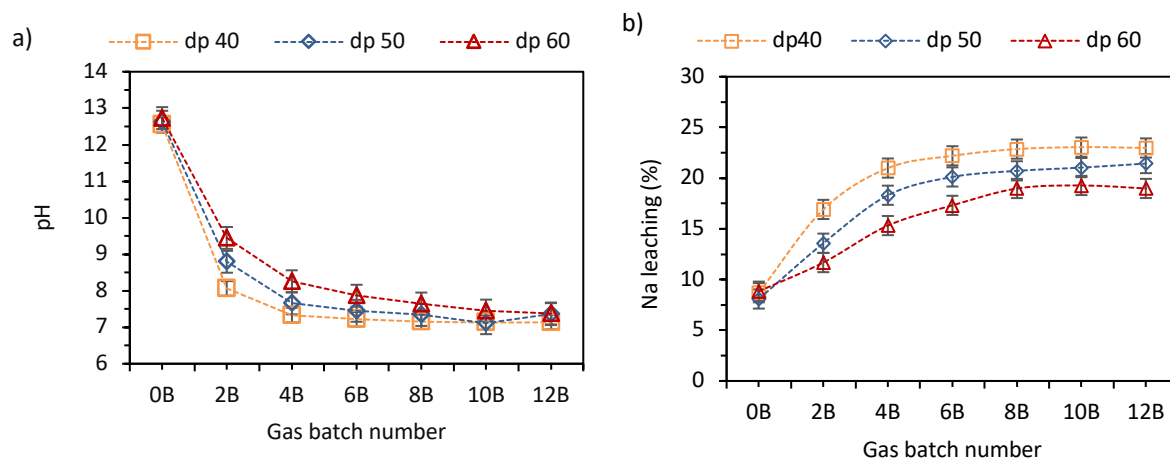 a)
dp 40 dp 50 dp 60
14
13
12
11
10
9
8
7
6
pH
0B 2B 4B 6B 8B 10B 12B
Gas batch number
b)
dp40 dp 50 dp 60
30
25
20
15
10
5
0
Na leaching (%)
0B 2B 4B 6B 8B 10B 12B
Gas batch number